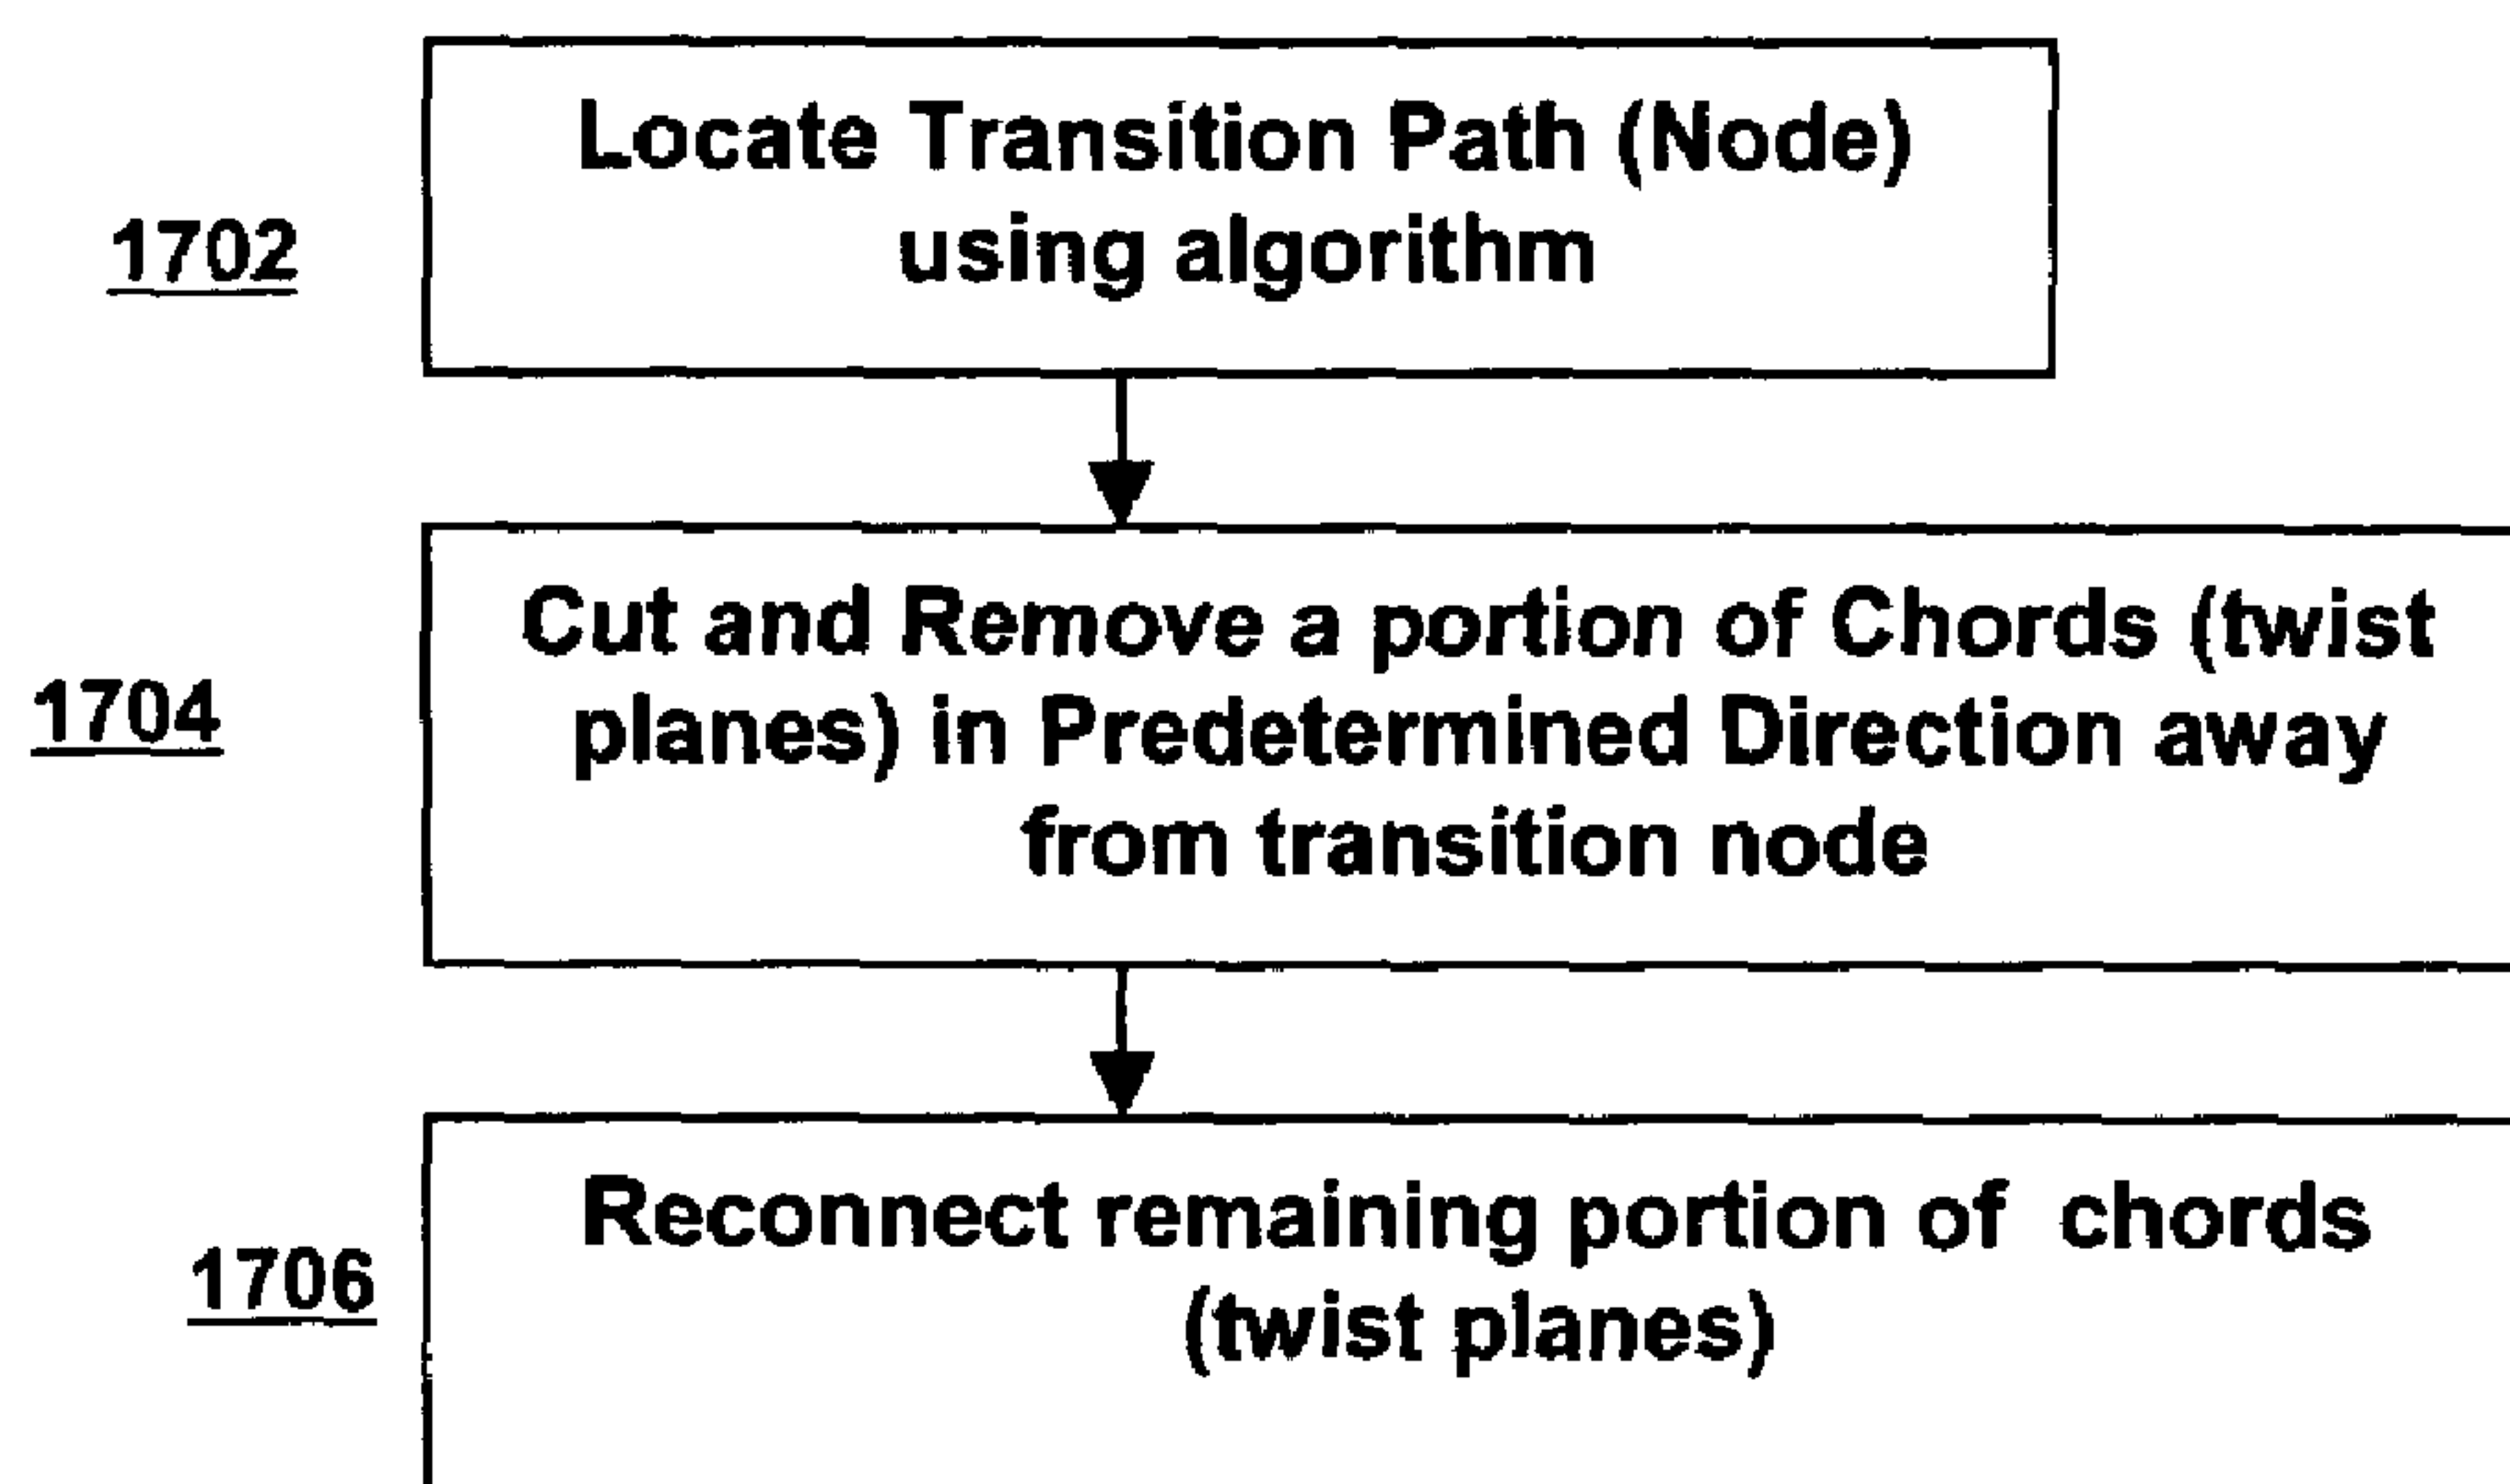 Locate Transition Path (Node)
using algorithm
1702
Cut and Remove a portion of Chords (twist
planes) in Predetermined Direction away
from transition node
1704
Reconnect remaining portion of chords
(twist planes)
1706